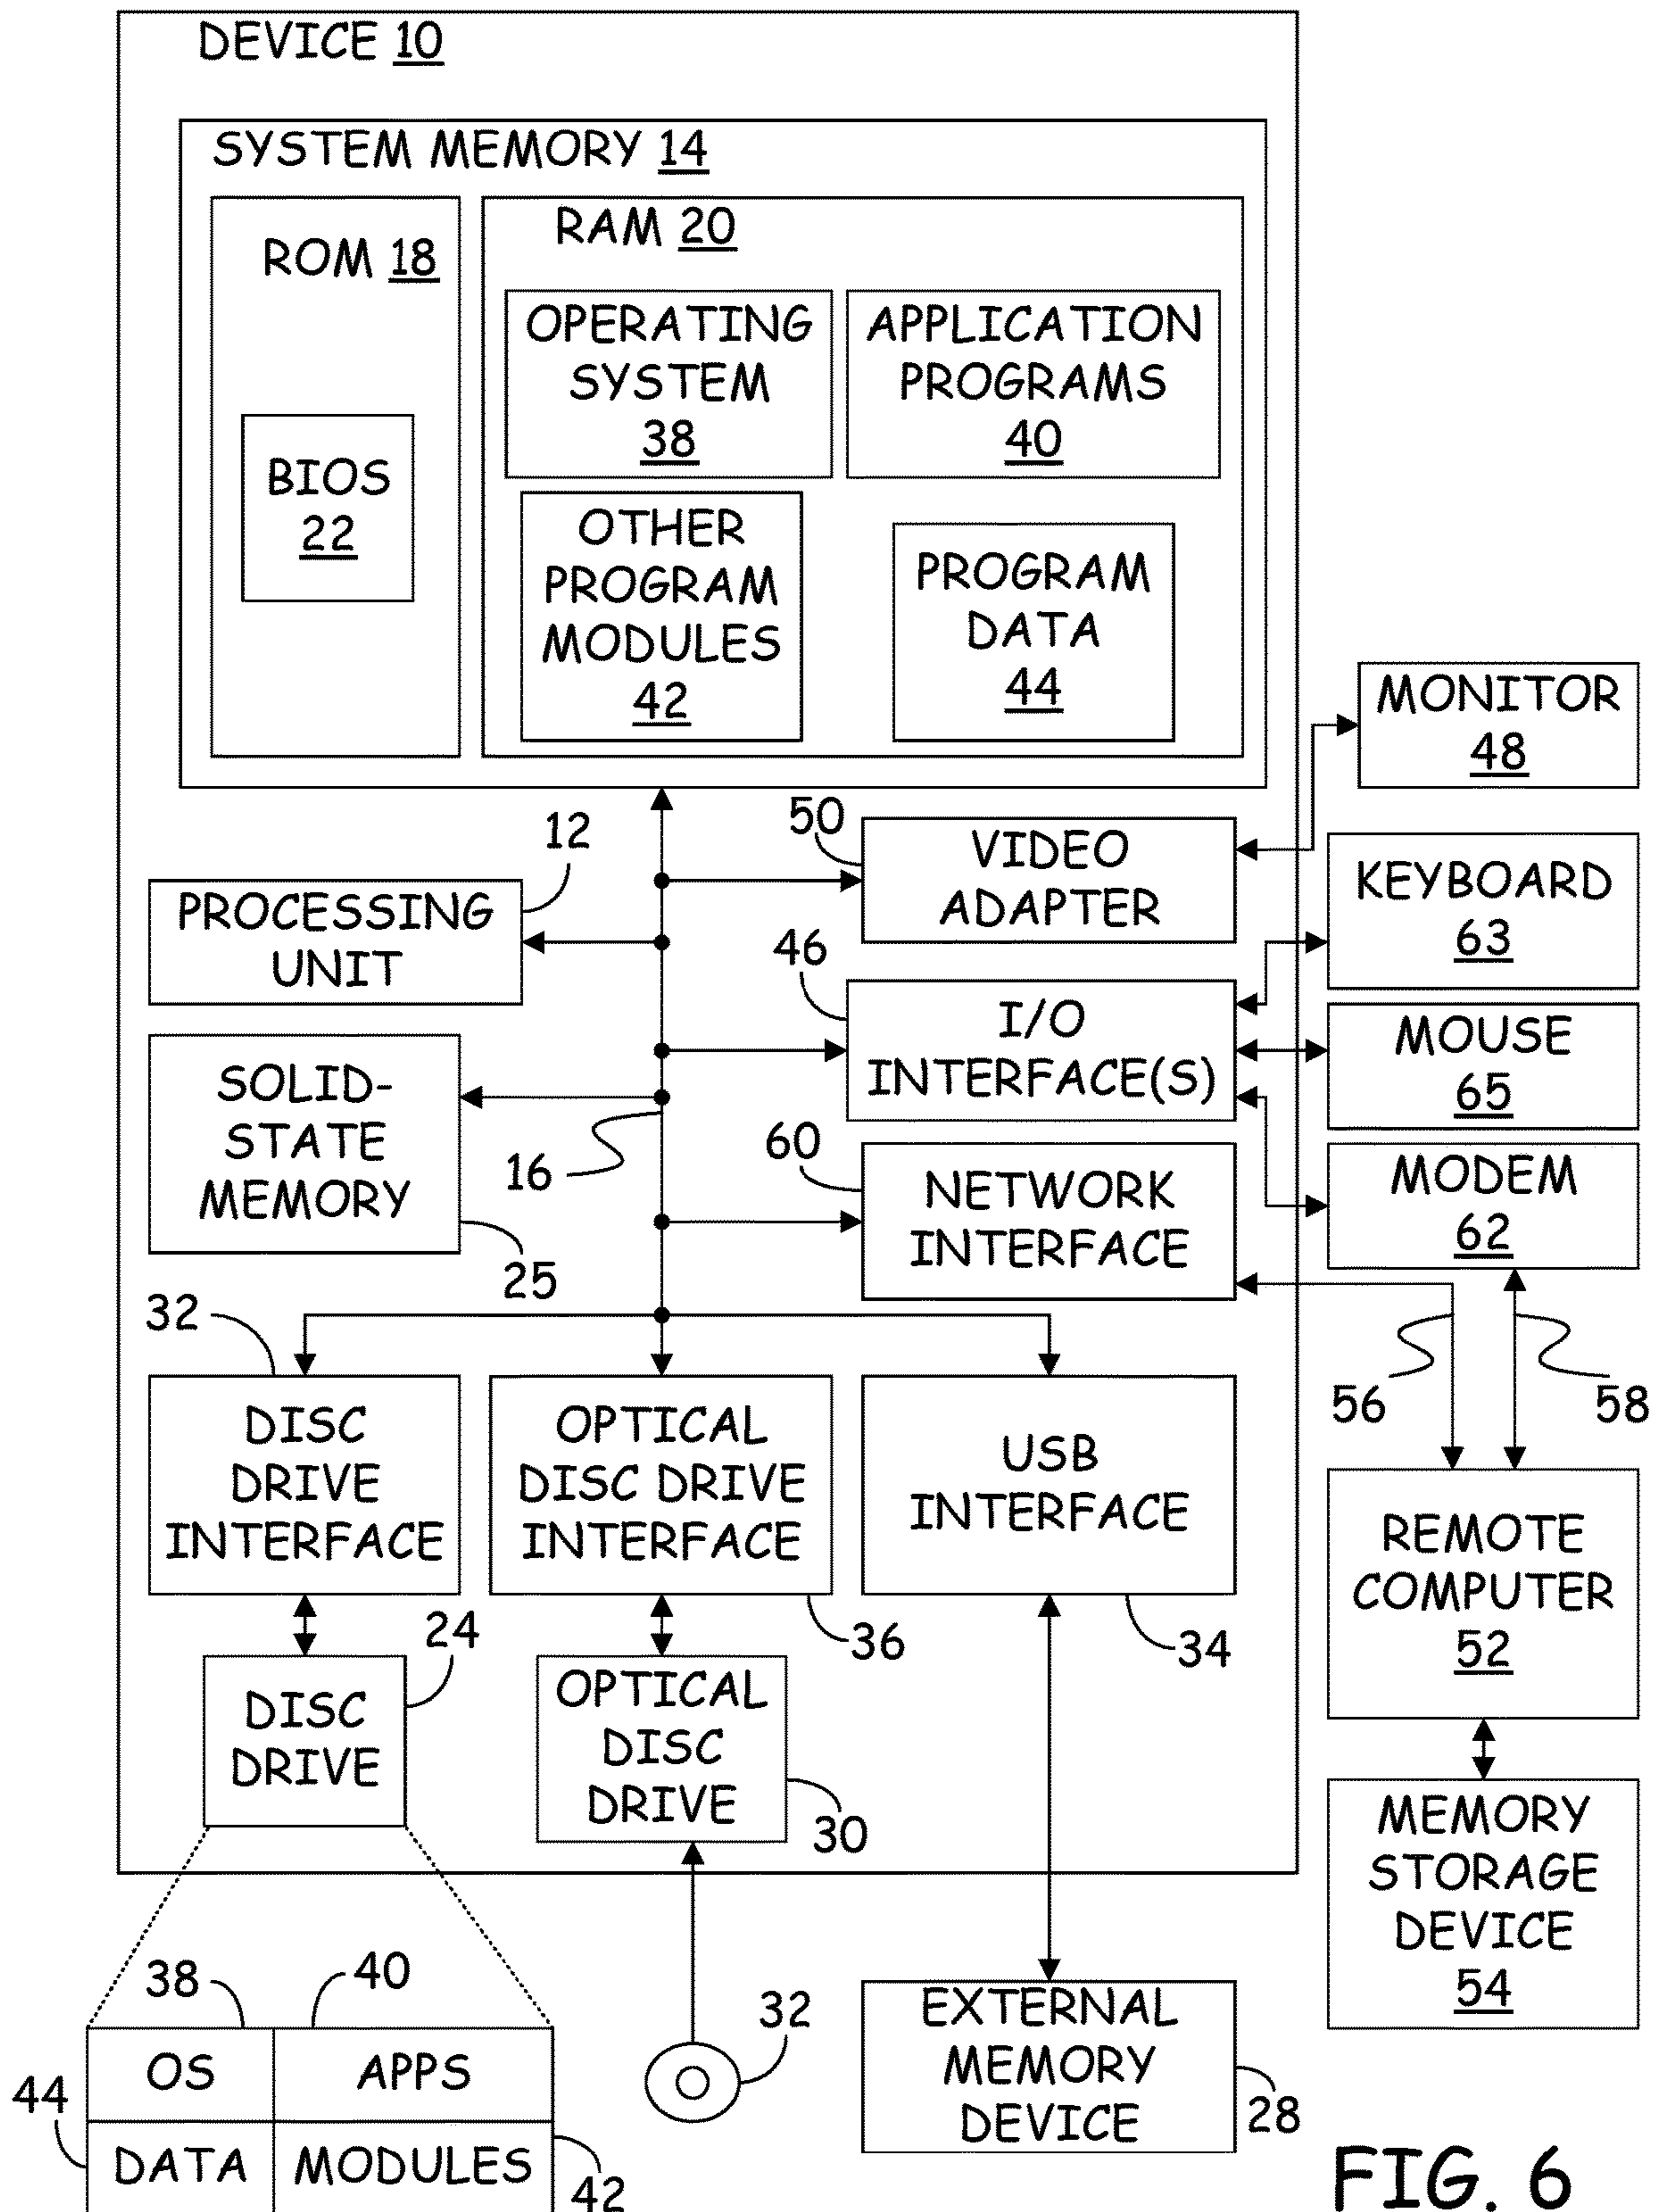 DEVICE 10
SYSTEM MEMORY 14
ROM 18
BIOS
22
RAM 20
OPERATING
SYSTEM
38
APPLICATION
PROGRAMS
40
OTHER
PROGRAM
MODULES
42
PROGRAM
DATA
44
MONITOR
48
12
PROCESSING
UNIT
50
VIDEO
ADAPTER
KEYBOARD
63
46
I/O
INTERFACE(S)
MOUSE
65
SOLID-
STATE
MEMORY
25
16
60
NETWORK
INTERFACE
MODEM
62
32
DISC
DRIVE
INTERFACE
OPTICAL
DISC DRIVE
INTERFACE
36
USB
INTERFACE
34
56
58
REMOTE
COMPUTER
52
24
DISC
DRIVE
OPTICAL
DISC
DRIVE
30
MEMORY
STORAGE
DEVICE
54
38
40
OS
APPS
44
DATA
MODULES
42
32
EXTERNAL
MEMORY
DEVICE
28
FIG. 6